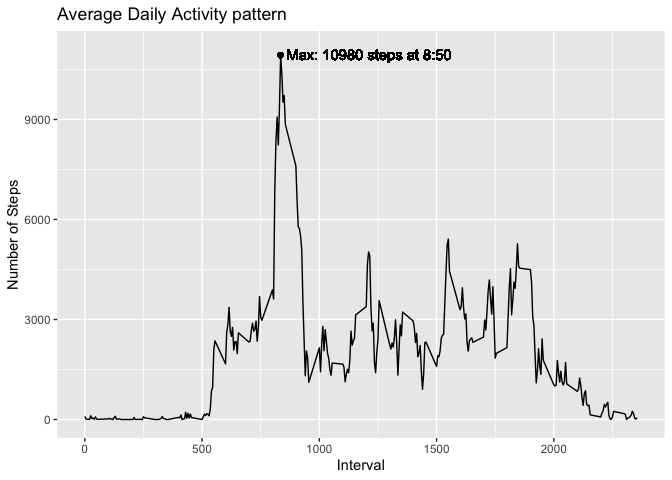 Average Daily Activity pattern
Max: 10980 steps at 8:50
9000
6000
3000
0
Number of Steps
0 500 1000 1500 2000
Interval